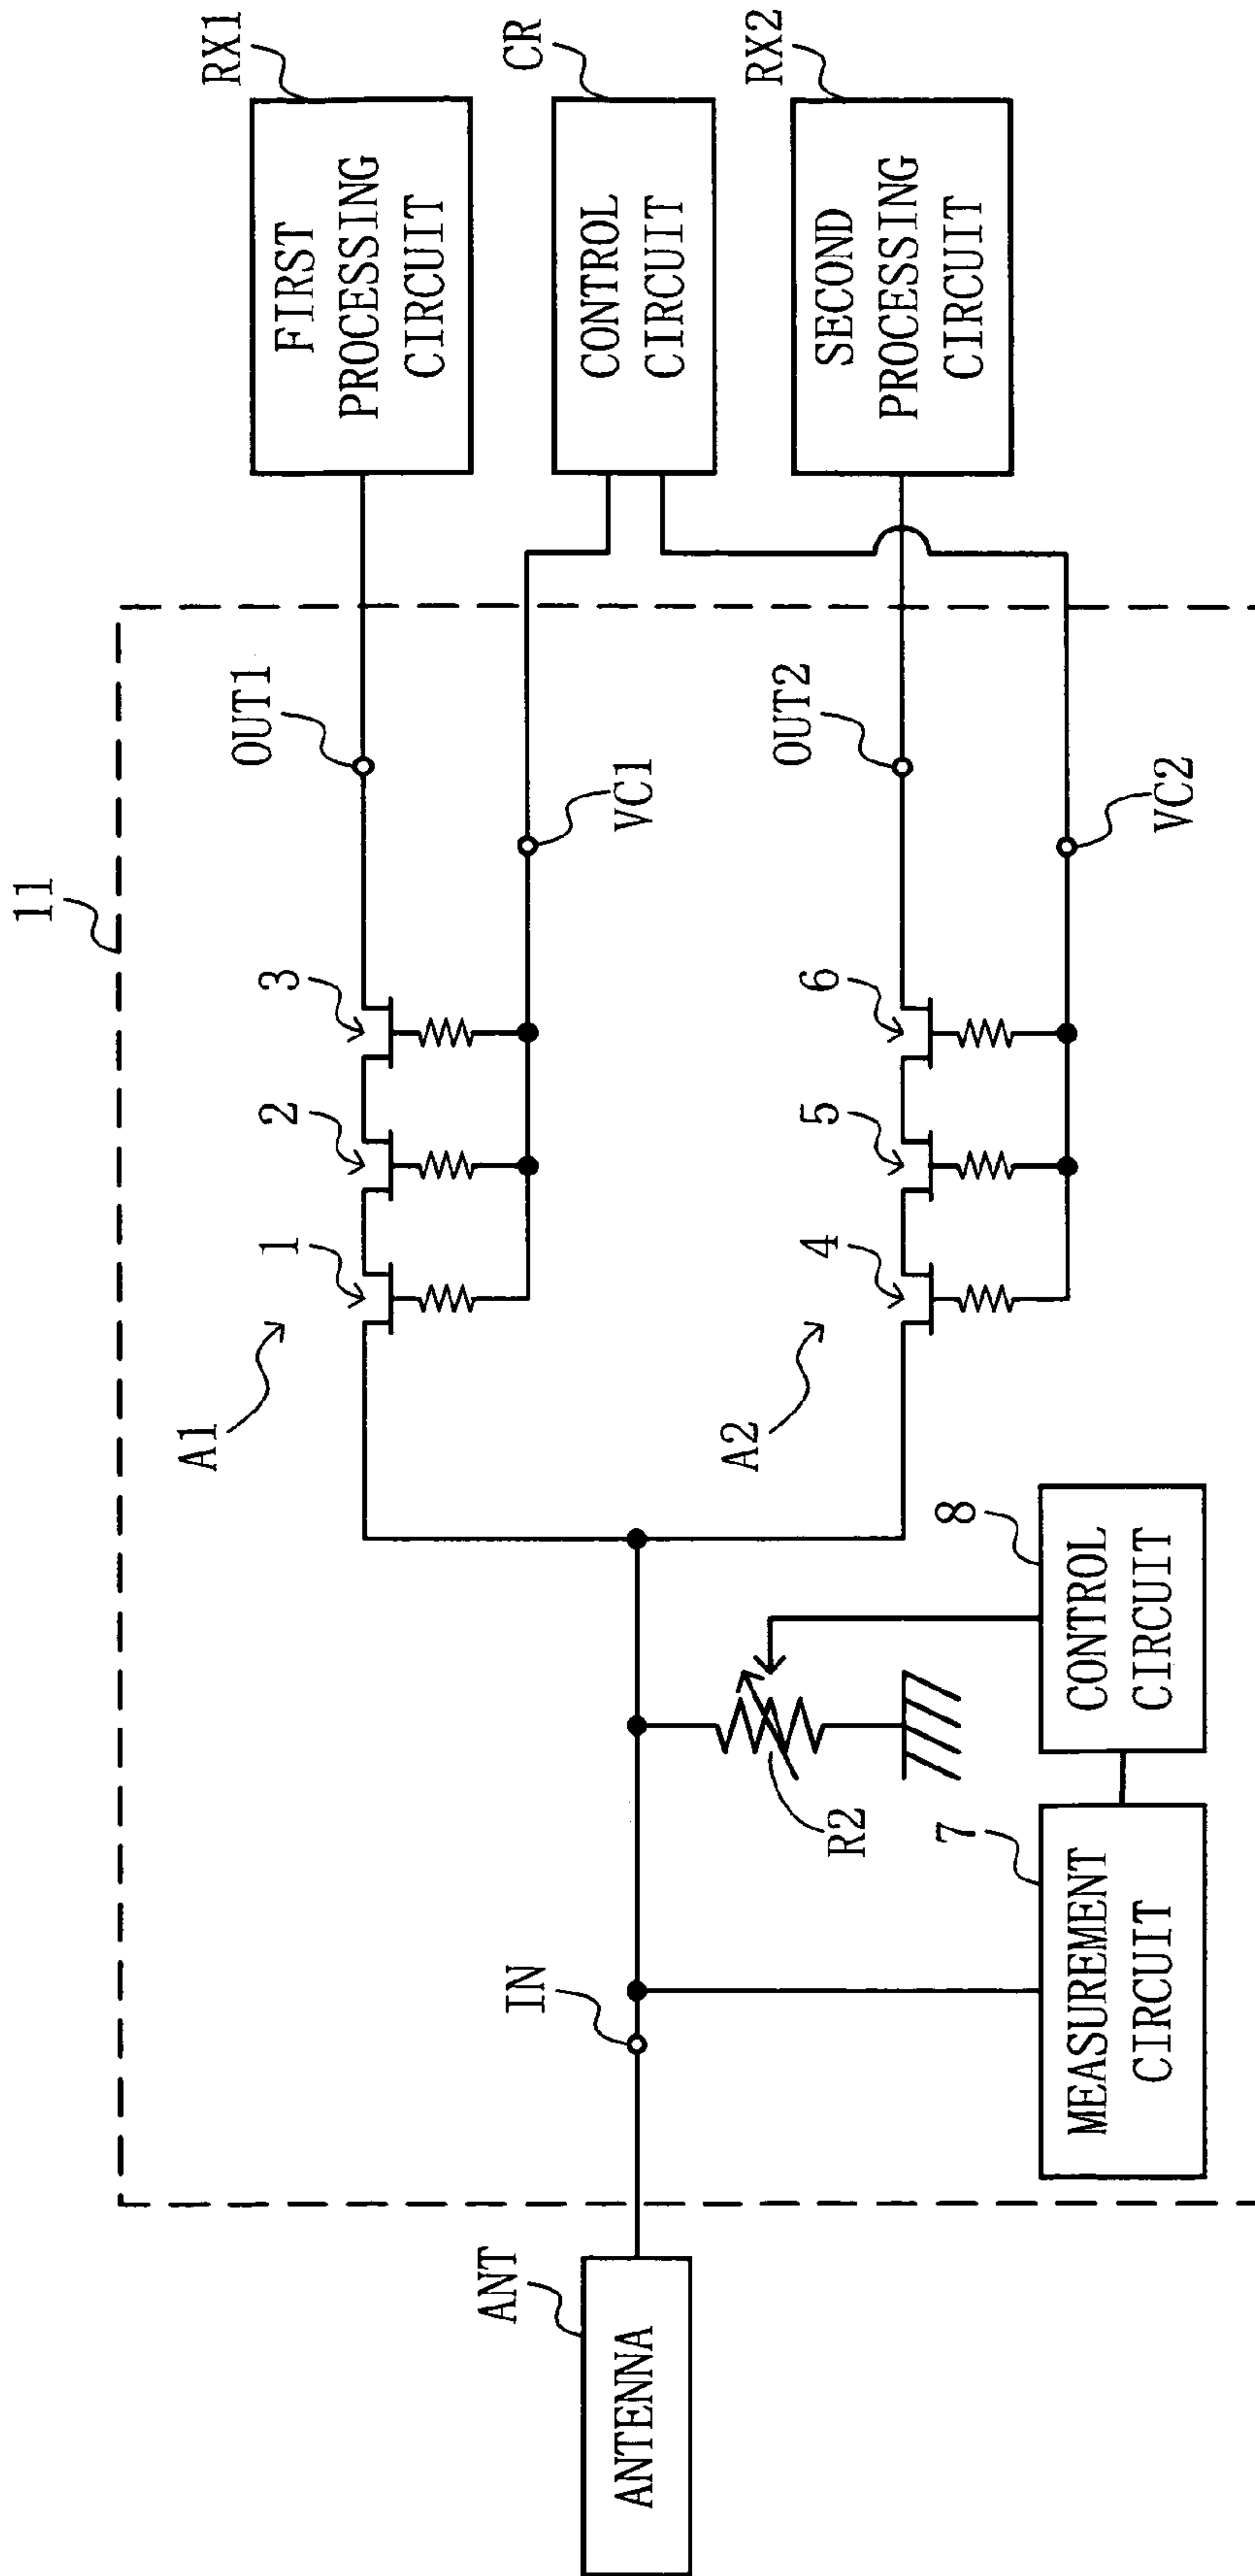 11
RX1
FIRST
PROCESSING
CIRCUIT
OUT1
3
2
1
A1
CR
CONTROL
CIRCUIT
VC1
RX2
SECOND
PROCESSING
CIRCUIT
OUT2
6
5
4
A2
VC2
ANT
ANTENNA
IN
R2
7
MEASUREMENT
CIRCUIT
8
CONTROL
CIRCUIT